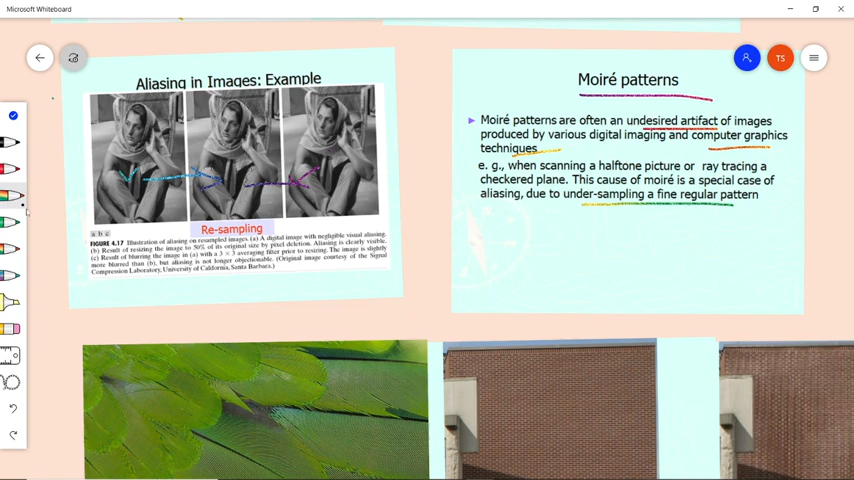 Microsoft Whiteboard
TS
Aliasing in Images: Example
a b c
Re-sampling
FIGURE 4.17 Illustration of aliasing on resampled images. (a) A digital image with negligible visual aliasing.
(b) Result of resizing the image to 50% of its original size by pixel deletion. Aliasing is clearly visible.
(c) Result of blurring the image in (a) with a 3 × 3 averaging filter prior to resizing. The image is slightly
more blurred than (b), but aliasing is not longer objectionable. (Original image courtesy of the Signal
Compression Laboratory, University of California, Santa Barbara.)
Moiré patterns
Moiré patterns are often an undesired artifact of images
produced by various digital imaging and computer graphics
techniques
e. g., when scanning a halftone picture or ray tracing a
checkered plane. This cause of moiré is a special case of
aliasing, due to under-sampling a fine regular pattern